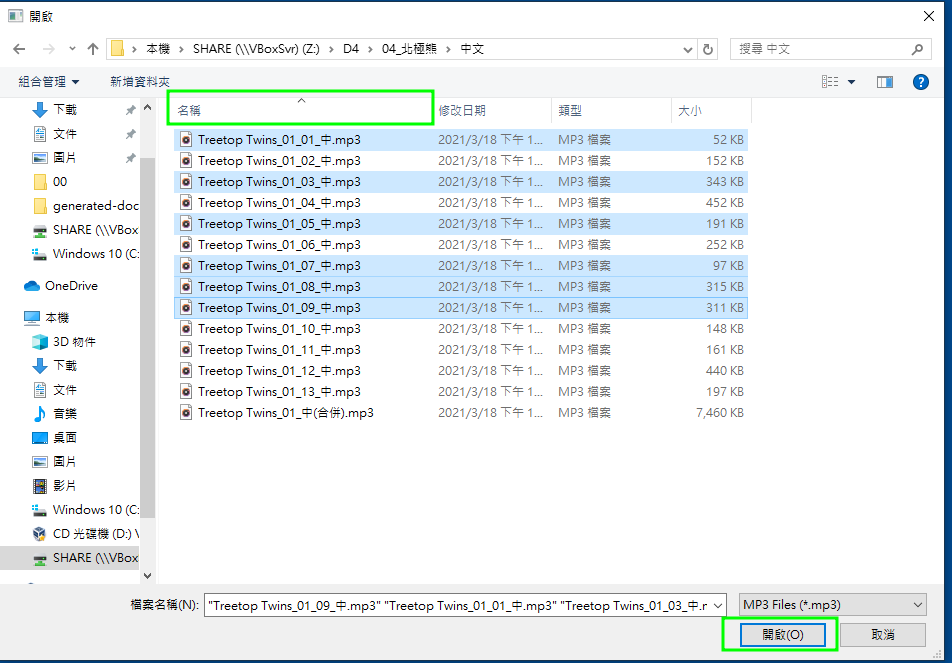 開啟
本機 › SHARE (\\VBoxSvr) (Z:) › D4 › 04_北極熊 › 中文
搜尋 中文
組合管理 新增資料夾
名稱 修改日期 類型 大小
下載
文件
圖片
00
generated-doc
SHARE (\\VBox
Windows 10 (C:
OneDrive
本機
3D 物件
下載
文件
音樂
桌面
圖片
影片
Windows 10 (C:
CD 光碟機 (D:) V
SHARE (\\VBox
Treetop Twins_01_01_中.mp3 2021/3/18 下午 1... MP3 檔案 52 KB
Treetop Twins_01_02_中.mp3 2021/3/18 下午 1... MP3 檔案 152 KB
Treetop Twins_01_03_中.mp3 2021/3/18 下午 1... MP3 檔案 343 KB
Treetop Twins_01_04_中.mp3 2021/3/18 下午 1... MP3 檔案 452 KB
Treetop Twins_01_05_中.mp3 2021/3/18 下午 1... MP3 檔案 191 KB
Treetop Twins_01_06_中.mp3 2021/3/18 下午 1... MP3 檔案 252 KB
Treetop Twins_01_07_中.mp3 2021/3/18 下午 1... MP3 檔案 97 KB
Treetop Twins_01_08_中.mp3 2021/3/18 下午 1... MP3 檔案 315 KB
Treetop Twins_01_09_中.mp3 2021/3/18 下午 1... MP3 檔案 311 KB
Treetop Twins_01_10_中.mp3 2021/3/18 下午 1... MP3 檔案 148 KB
Treetop Twins_01_11_中.mp3 2021/3/18 下午 1... MP3 檔案 161 KB
Treetop Twins_01_12_中.mp3 2021/3/18 下午 1... MP3 檔案 440 KB
Treetop Twins_01_13_中.mp3 2021/3/18 下午 1... MP3 檔案 197 KB
Treetop Twins_01_中(合併).mp3 2021/3/18 下午 1... MP3 檔案 7,460 KB
檔案名稱(N): "Treetop Twins_01_09_中.mp3" "Treetop Twins_01_01_中.mp3" "Treetop Twins_01_03_中.r
MP3 Files (*.mp3)
開啟(O) 取消